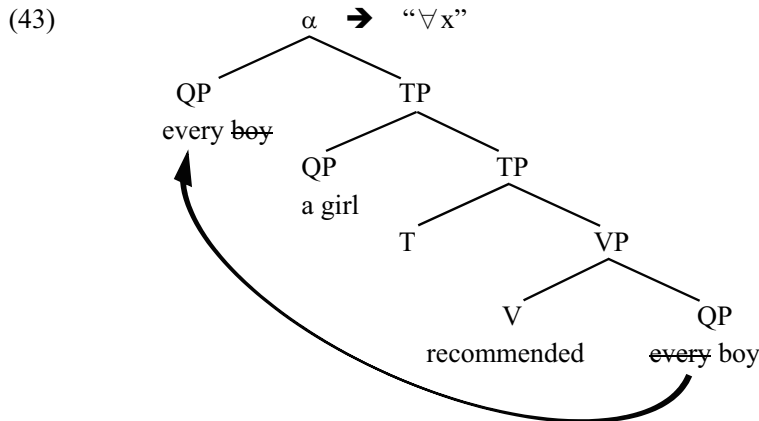 (43) α ➔ “∀x”
QP TP
every boy
QP TP
a girl
T VP
V QP
recommended every boy